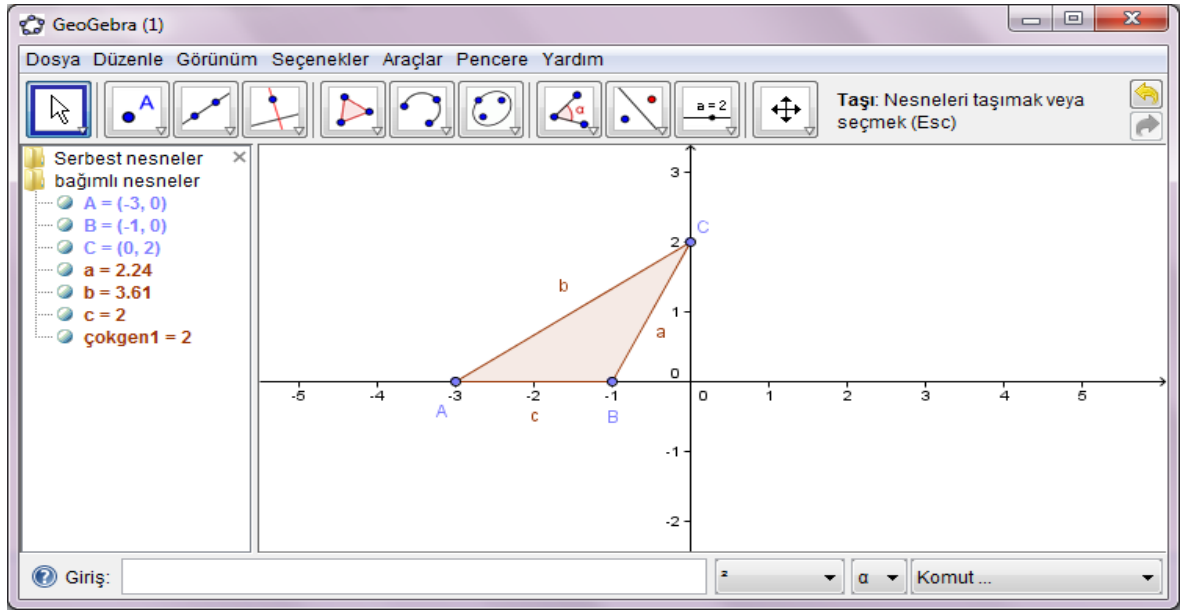 GeoGebra (1)
Dosya Düzenle Görünüm Seçenekler Araçlar Pencere Yardım
A
α
a = 2
Taşı: Nesneleri taşımak veya
seçmek (Esc)
Serbest nesneler
bağımlı nesneler
A = (-3, 0)
B = (-1, 0)
C = (0, 2)
a = 2.24
b = 3.61
c = 2
çokgen1 = 2
3
C
2
b
1
a
0
-5 -4 -3 -2 -1 0 1 2 3 4 5
A c B
-1
-2
Giriş:
²
α
Komut ...